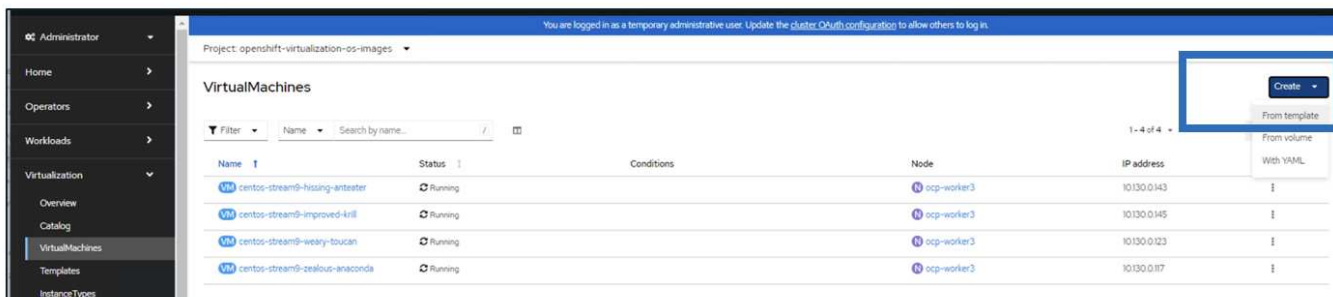 You are logged in as a temporary administrative user. Update the cluster OAuth configuration to allow others to log in.
Administrator
Home
Operators
Workloads
Virtualization
Overview
Catalog
VirtualMachines
Templates
InstanceTypes
Project: openshift-virtualization-os-images
VirtualMachines
Create
From template
From volume
With YAML
Filter Name Search by name... /
1 - 4 of 4
Name Status Conditions Node IP address
VM centos-stream9-hissing-anteater Running N ocp-worker3 10.130.0.143
VM centos-stream9-improved-krill Running N ocp-worker3 10.130.0.145
VM centos-stream9-weary-toucan Running N ocp-worker3 10.130.0.123
VM centos-stream9-zealous-anaconda Running N ocp-worker3 10.130.0.117